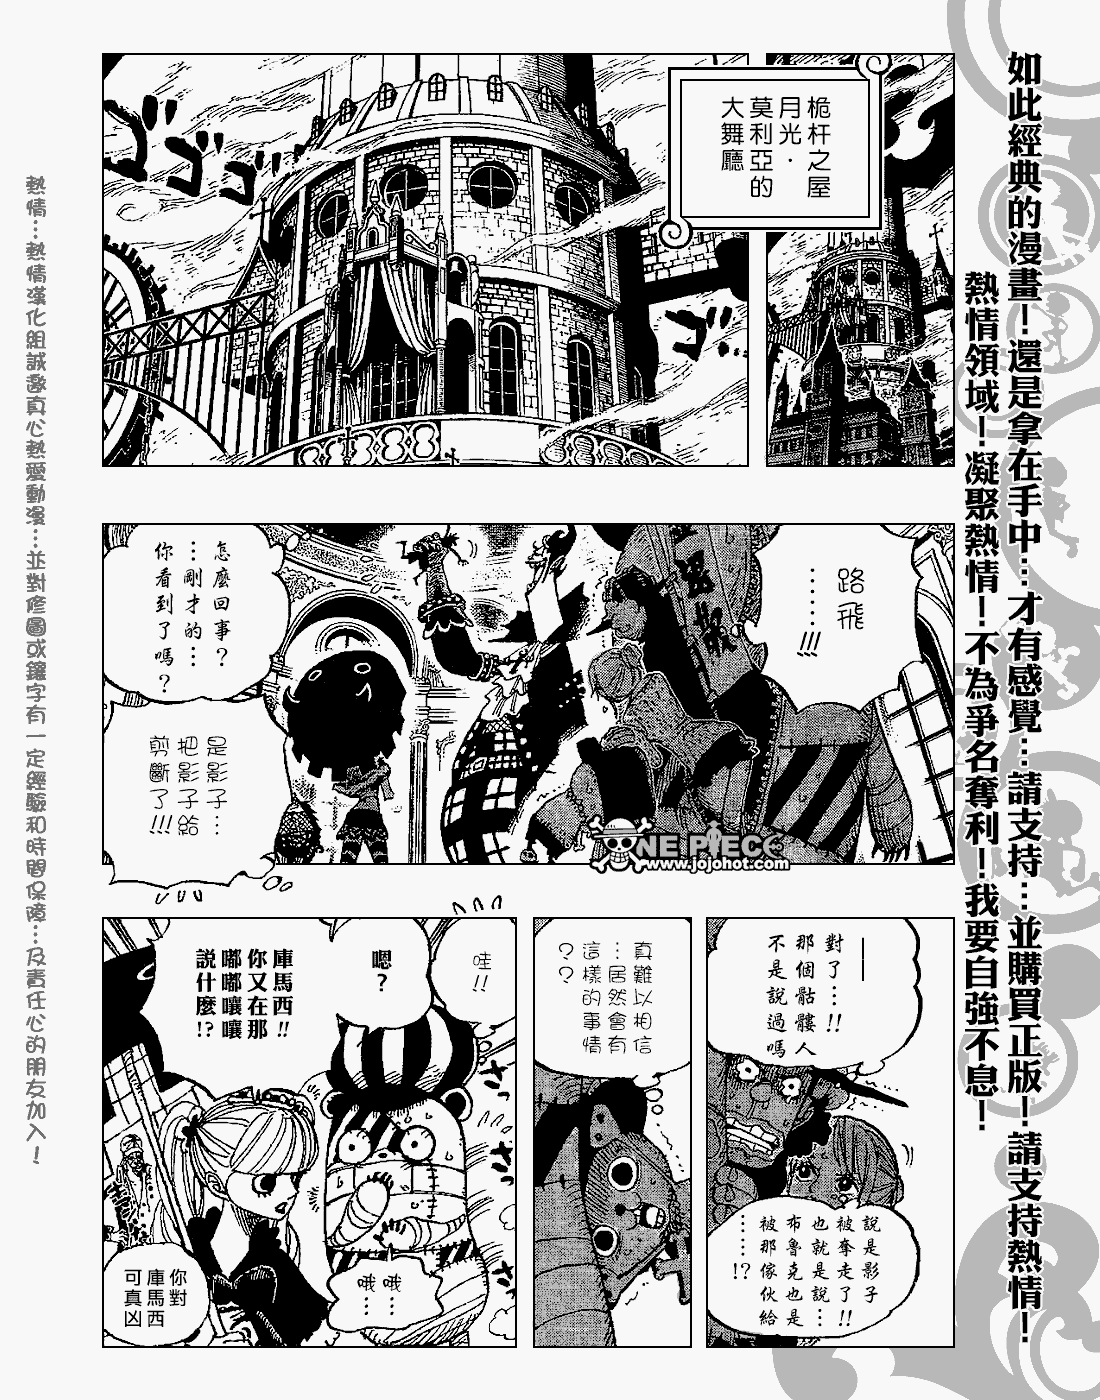 如此經典的漫畫！還是拿在手中…才有感覺…請支持…並購買正版！請支持熱情！
熱情領域！凝聚熱情！不為爭名奪利！我要自強不息！
桅杆之屋
月光·
莫利亞的
大舞廳
ゴゴゴゴ
ゴゴ
路飛
……!!!
怎麼回事？
…剛才的…
你看到了嗎？
是影子…
把影子給
剪斷了!!!
ONE PIECE
www.jojohot.com
對了…!!
那個骷髏人
不是說過嗎
——
說是影子
被奪走了!!
也就是說…
布魯克也是
被那傢伙給
……!?
真難以相信
…居然會有
這樣的事情
？？
哇!!
嗯？
庫馬西!!
你又在那
嘟嘟嚷嚷
說什麼!?
哦哦
……
你對
庫馬西
可真凶
熱情…熱情漢化組誠邀真心熱愛動漫…並對修圖或鑲字有一定經驗和時間保障…及責任心的朋友加入！